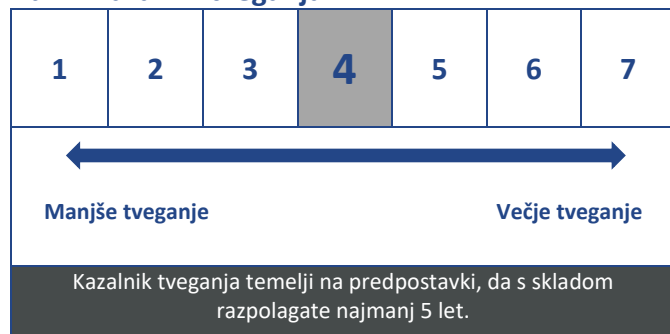 1 2 3 4 5 6 7
Manjše tveganje Večje tveganje
Kazalnik tveganja temelji na predpostavki, da s skladom
razpolagate najmanj 5 let.